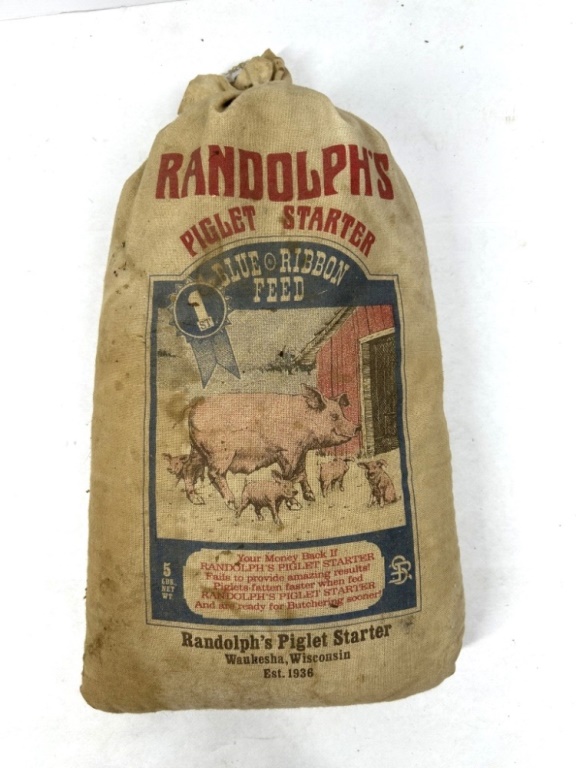 RANDOLPH'S
PIGLET STARTER
BLUE RIBBON
FEED
1
ST
Your Money Back If
RANDOLPH'S PIGLET STARTER
Fails to provide amazing results!
Piglets fatten faster when fed
RANDOLPH'S PIGLET STARTER
And are ready for Butchering sooner!
5
LBS.
NET
WT.
Randolph's Piglet Starter
Waukesha, Wisconsin
Est. 1936